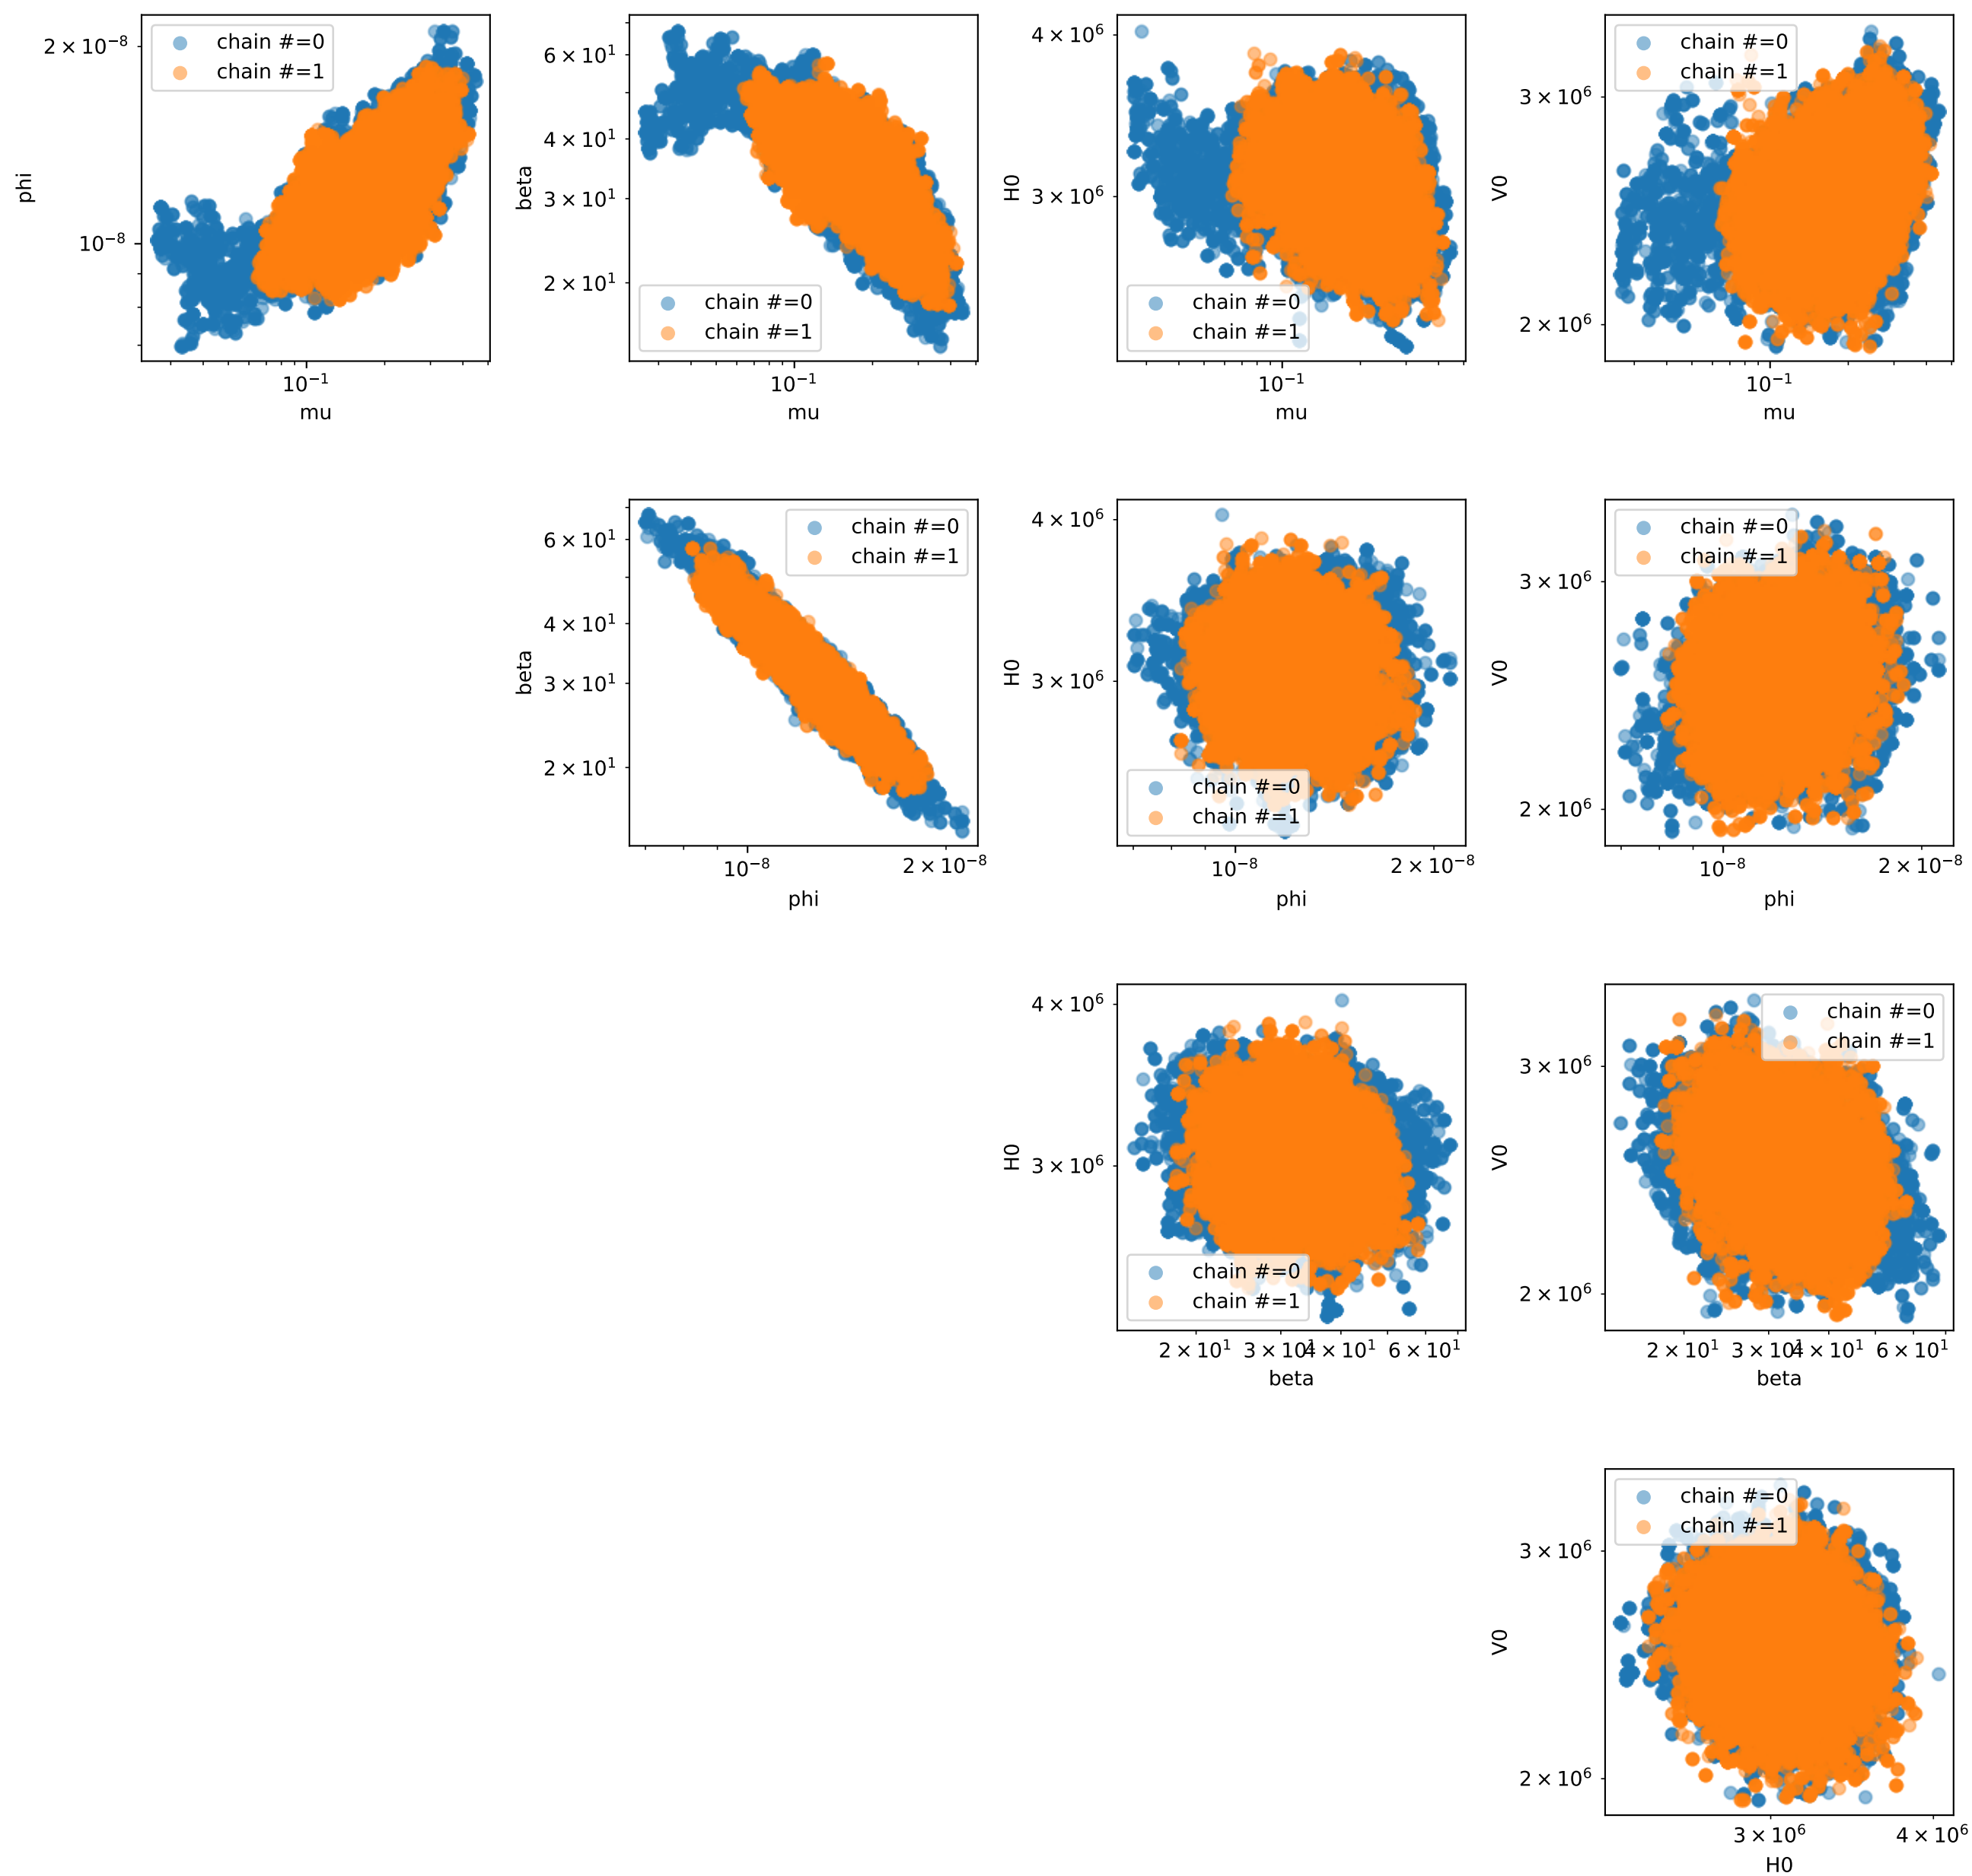 phi
2 × 10⁻⁸
10⁻⁸
chain #=0
chain #=1
10⁻¹
mu
beta
6 × 10¹
4 × 10¹
3 × 10¹
2 × 10¹
chain #=0
chain #=1
10⁻¹
mu
H0
4 × 10⁶
3 × 10⁶
chain #=0
chain #=1
10⁻¹
mu
V0
3 × 10⁶
2 × 10⁶
chain #=0
chain #=1
10⁻¹
mu
beta
6 × 10¹
4 × 10¹
3 × 10¹
2 × 10¹
chain #=0
chain #=1
10⁻⁸
2 × 10⁻⁸
phi
H0
4 × 10⁶
3 × 10⁶
chain #=0
chain #=1
10⁻⁸
2 × 10⁻⁸
phi
V0
3 × 10⁶
2 × 10⁶
chain #=0
chain #=1
10⁻⁸
2 × 10⁻⁸
phi
H0
4 × 10⁶
3 × 10⁶
chain #=0
chain #=1
2 × 10¹
3 × 10¹
4 × 10¹
6 × 10¹
beta
V0
3 × 10⁶
2 × 10⁶
chain #=0
chain #=1
2 × 10¹
3 × 10¹
4 × 10¹
6 × 10¹
beta
V0
3 × 10⁶
2 × 10⁶
chain #=0
chain #=1
3 × 10⁶
4 × 10⁶
H0